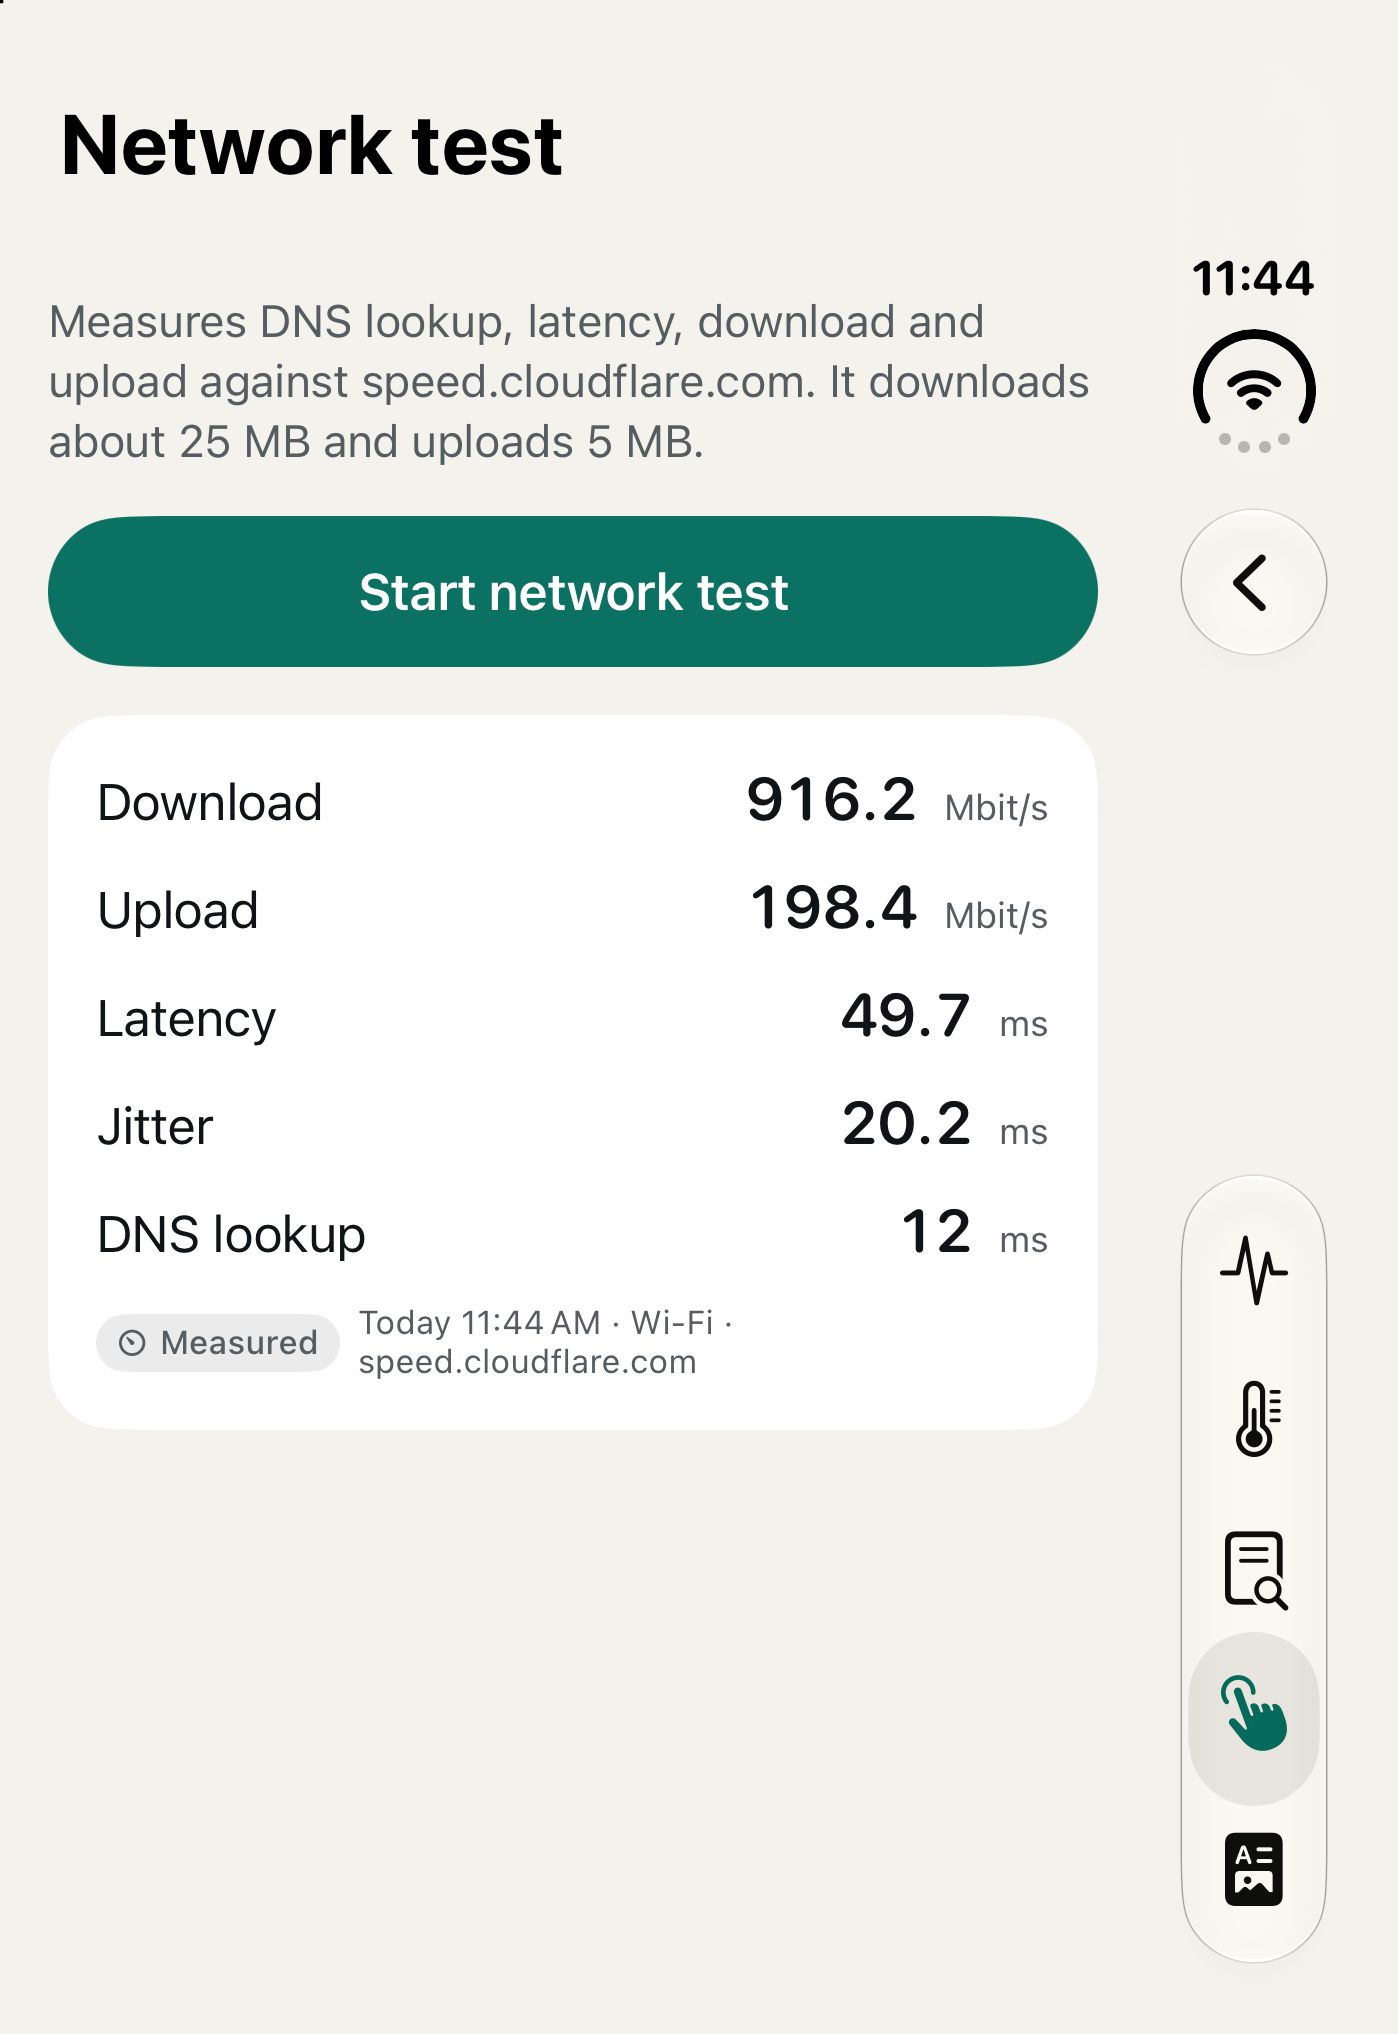 Network test
11:44
Measures DNS lookup, latency, download and
upload against speed.cloudflare.com. It downloads
about 25 MB and uploads 5 MB.
Start network test
Download 916.2 Mbit/s
Upload 198.4 Mbit/s
Latency 49.7 ms
Jitter 20.2 ms
DNS lookup 12 ms
Measured
Today 11:44 AM · Wi-Fi ·
speed.cloudflare.com
A